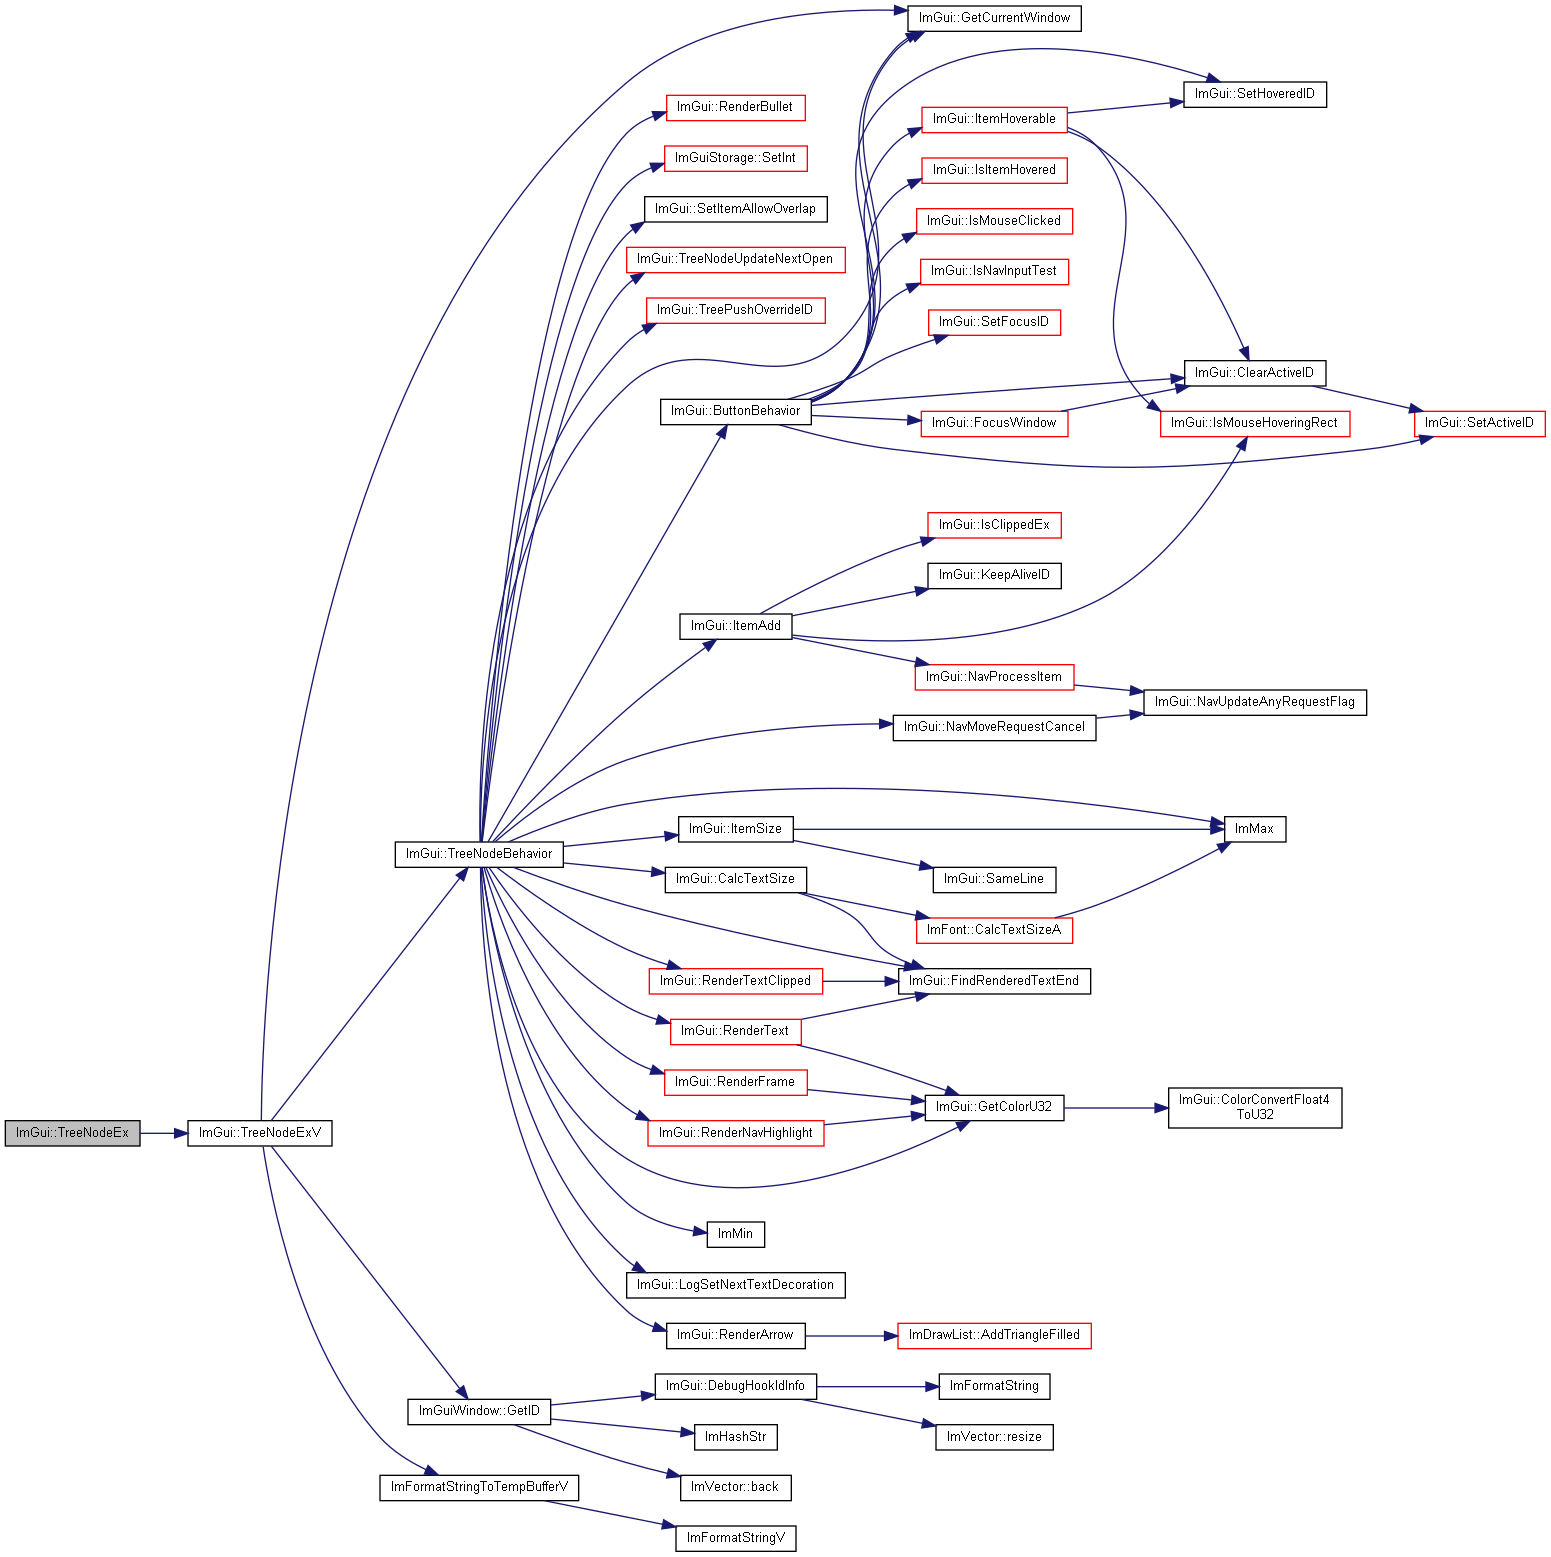 ImGui::GetCurrentWindow
ImGui::SetHoveredID
ImGui::RenderBullet
ImGui::ItemHoverable
ImGuiStorage::SetInt
ImGui::IsItemHovered
ImGui::SetItemAllowOverlap
ImGui::IsMouseClicked
ImGui::TreeNodeUpdateNextOpen
ImGui::IsNavInputTest
ImGui::TreePushOverrideID
ImGui::SetFocusID
ImGui::ClearActiveID
ImGui::ButtonBehavior
ImGui::FocusWindow
ImGui::IsMouseHoveringRect
ImGui::SetActiveID
ImGui::IsClippedEx
ImGui::KeepAliveID
ImGui::ItemAdd
ImGui::NavProcessItem
ImGui::NavUpdateAnyRequestFlag
ImGui::NavMoveRequestCancel
ImGui::ItemSize
ImMax
ImGui::TreeNodeBehavior
ImGui::CalcTextSize
ImGui::SameLine
ImFont::CalcTextSizeA
ImGui::RenderTextClipped
ImGui::FindRenderedTextEnd
ImGui::RenderText
ImGui::RenderFrame
ImGui::GetColorU32
ImGui::ColorConvertFloat4
ToU32
ImGui::TreeNodeEx
ImGui::TreeNodeExV
ImGui::RenderNavHighlight
ImMin
ImGui::LogSetNextTextDecoration
ImGui::RenderArrow
ImDrawList::AddTriangleFilled
ImGui::DebugHookIdInfo
ImFormatString
ImGuiWindow::GetID
ImHashStr
ImVector::resize
ImFormatStringToTempBufferV
ImVector::back
ImFormatStringV